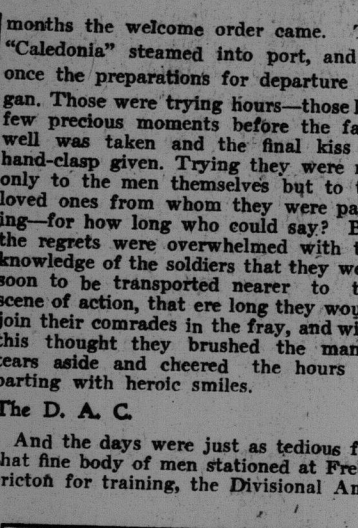 months the welcome order came.
"Caledonia" steamed into port, and
once the preparations for departure
gan. Those were trying hours—those
few precious moments before the fa
well was taken and the final kiss
hand-clasp given. Trying they were
only to the men themselves but to t
loved ones from whom they were pa
ing—for how long who could say? B
the regrets were overwhelmed with t
knowledge of the soldiers that they we
soon to be transported nearer to t
scene of action, that ere long they wou
join their comrades in the fray, and wi
this thought they brushed the man
tears aside and cheered the hours
parting with heroic smiles.
The D. A. C.
And the days were just as tedious f
hat fine body of men stationed at Fre
ricton for training, the Divisional Am